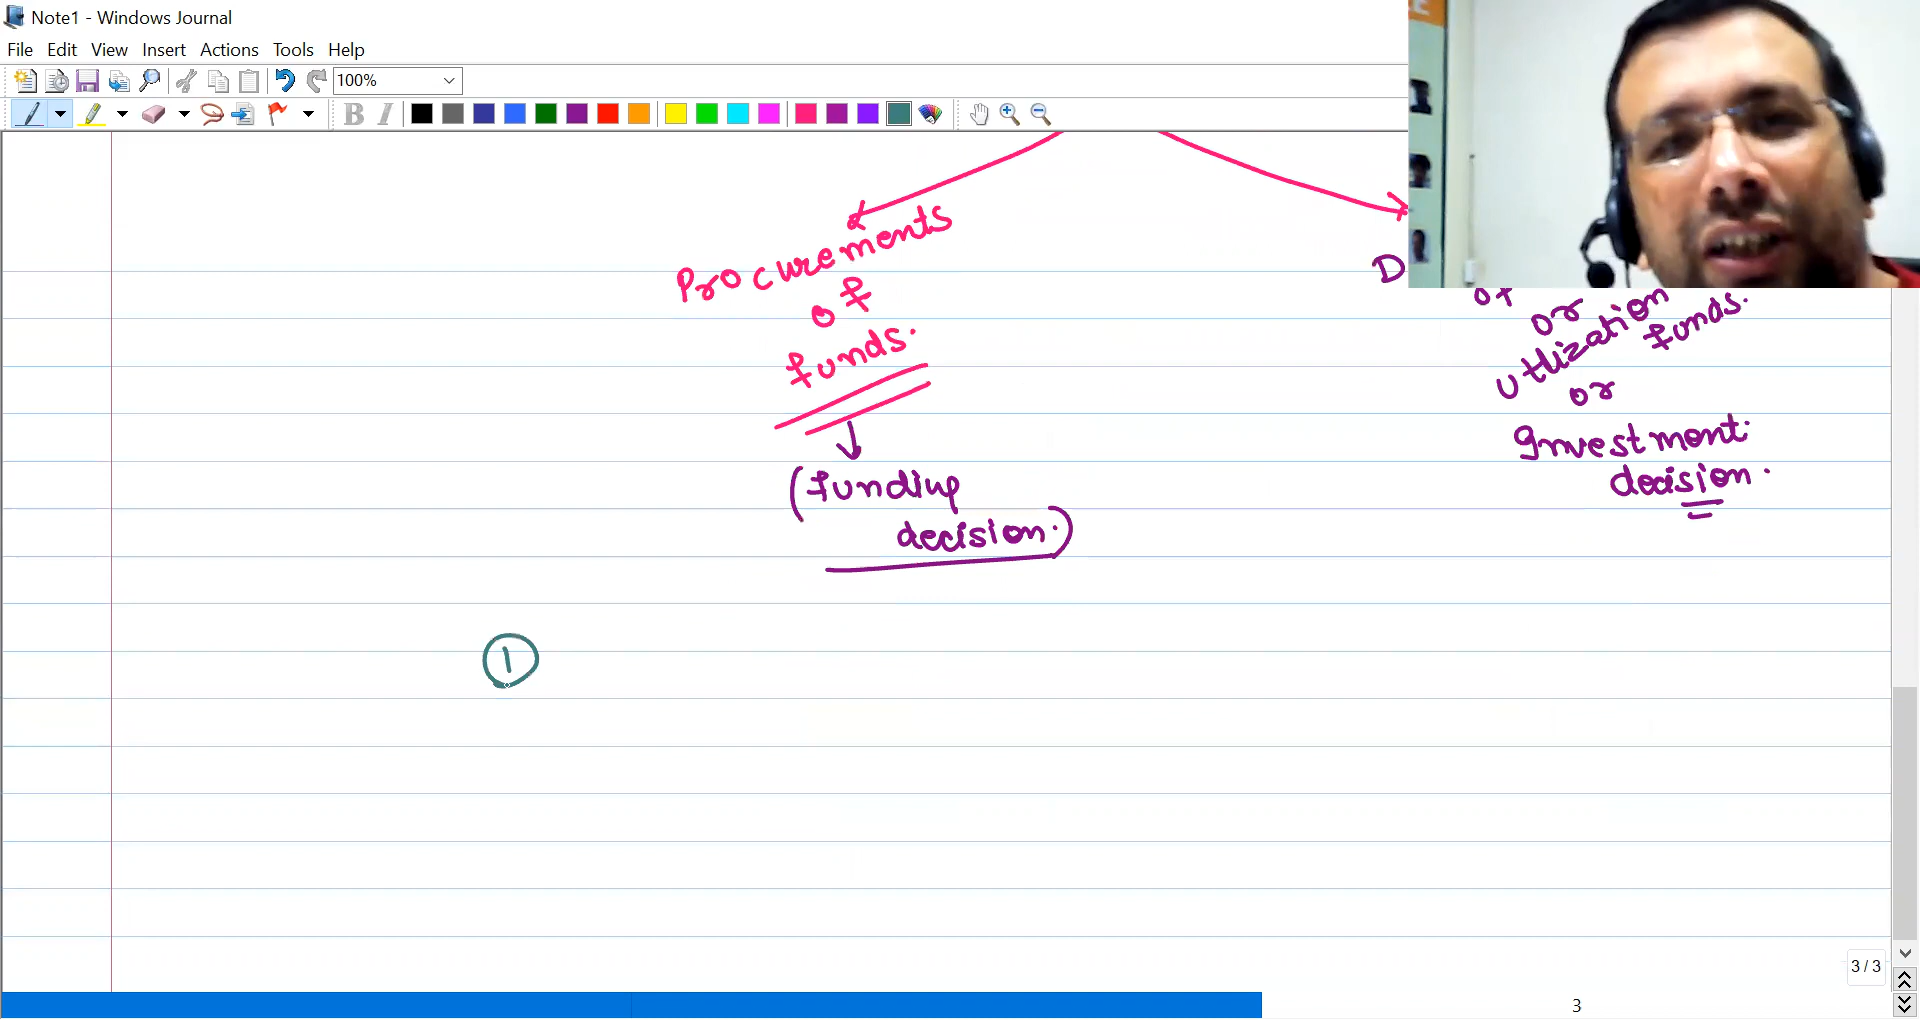 Note1 - Windows Journal
File Edit View Insert Actions Tools Help
100%
B I
Procurements
of
funds.
(funding
decision.)
D
of
or
utlization
funds.
or
Investment
decision.
1
3 / 3
3